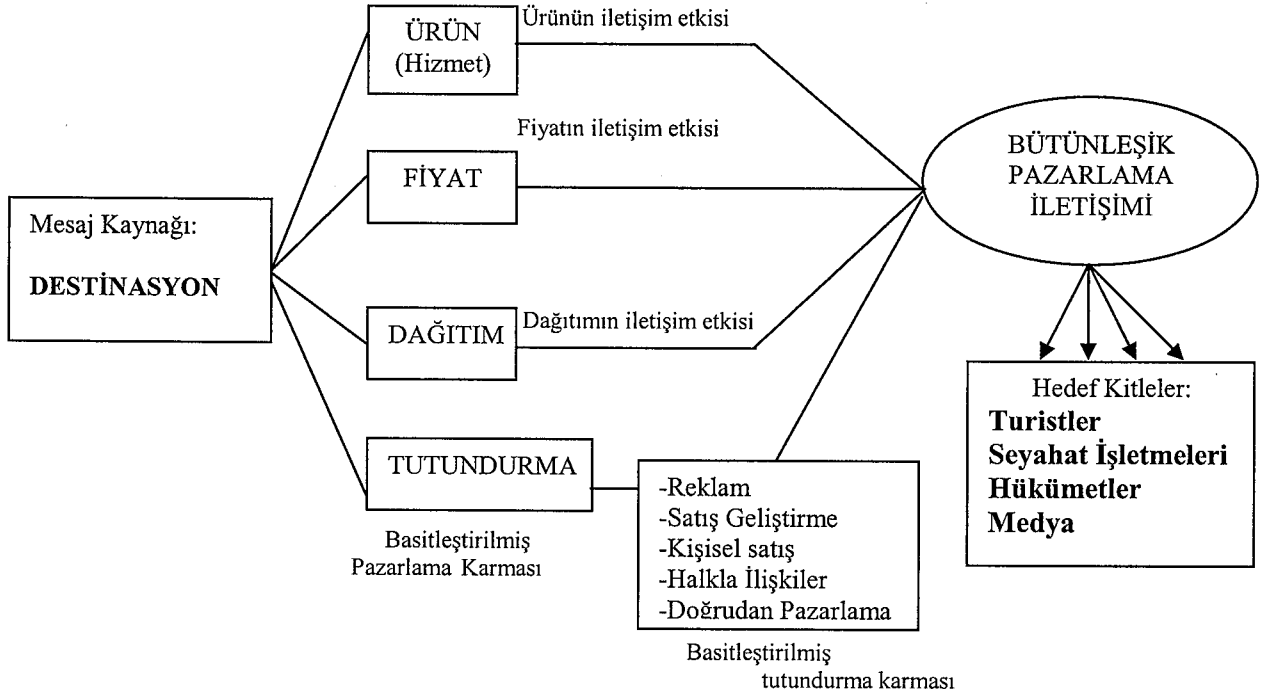 Mesaj Kaynağı:
DESTİNASYON
ÜRÜN
(Hizmet)
Ürünün iletişim etkisi
FİYAT
Fiyatın iletişim etkisi
DAĞITIM
Dağıtımın iletişim etkisi
TUTUNDURMA
Basitleştirilmiş
Pazarlama Karması
-Reklam
-Satış Geliştirme
-Kişisel satış
-Halkla İlişkiler
-Doğrudan Pazarlama
Basitleştirilmiş
tutundurma karması
BÜTÜNLEŞİK
PAZARLAMA
İLETİŞİMİ
Hedef Kitleler:
Turistler
Seyahat İşletmeleri
Hükümetler
Medya